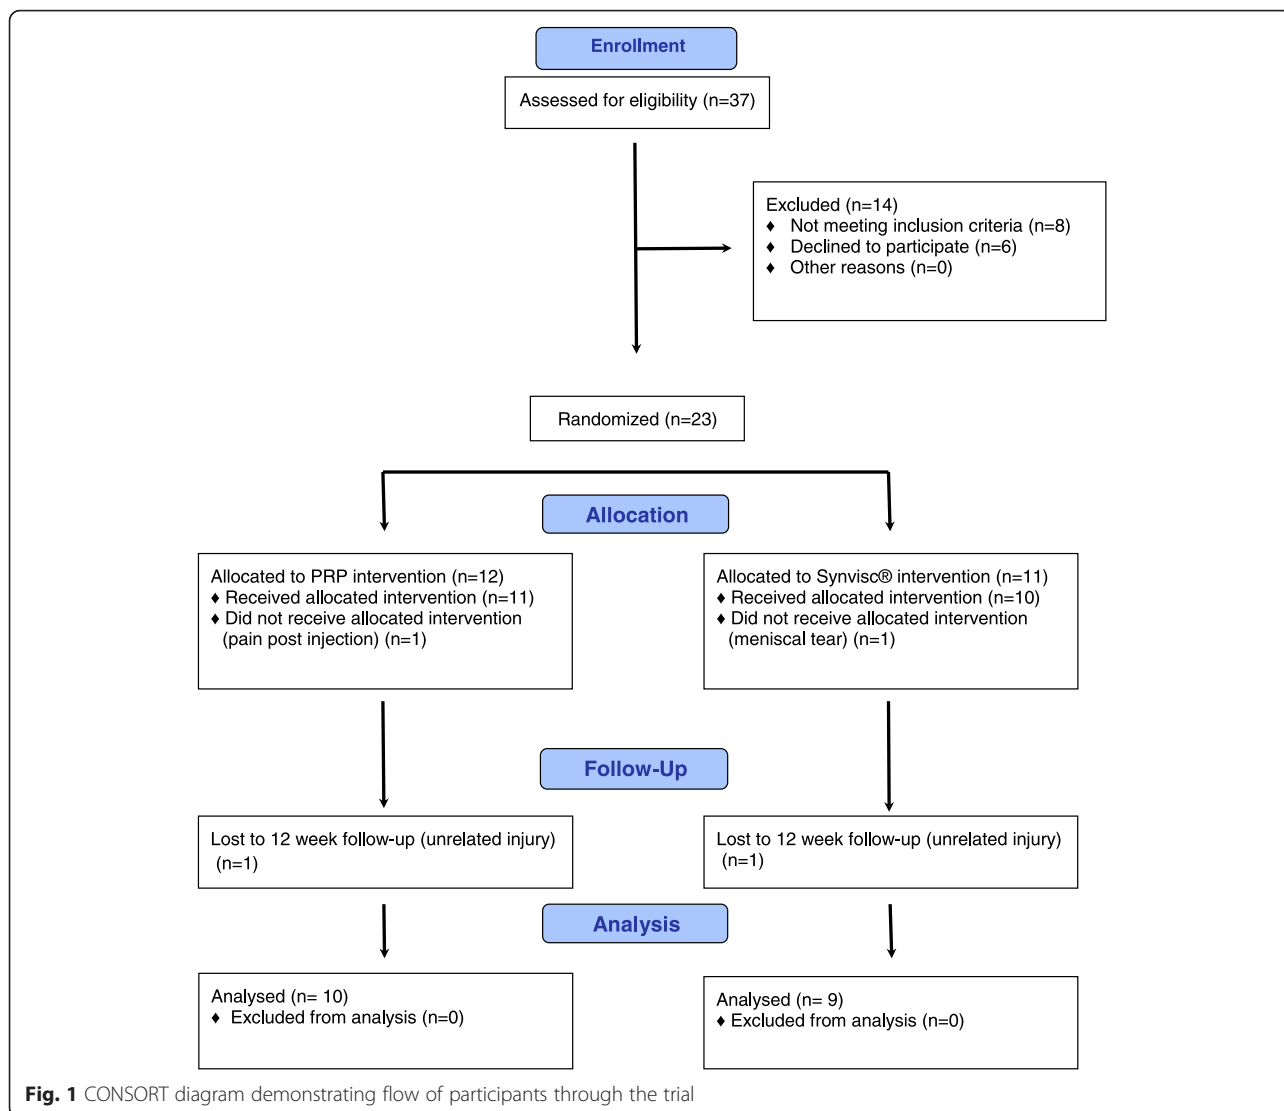 Enrollment
Assessed for eligibility (n=37)
Excluded (n=14)
♦ Not meeting inclusion criteria (n=8)
♦ Declined to participate (n=6)
♦ Other reasons (n=0)
Randomized (n=23)
Allocation
Allocated to PRP intervention (n=12)
♦ Received allocated intervention (n=11)
♦ Did not receive allocated intervention
(pain post injection) (n=1)
Allocated to Synvisc® intervention (n=11)
♦ Received allocated intervention (n=10)
♦ Did not receive allocated intervention
(meniscal tear) (n=1)
Follow-Up
Lost to 12 week follow-up (unrelated injury)
(n=1)
Lost to 12 week follow-up (unrelated injury)
(n=1)
Analysis
Analysed (n= 10)
♦ Excluded from analysis (n=0)
Analysed (n= 9)
♦ Excluded from analysis (n=0)
Fig. 1 CONSORT diagram demonstrating flow of participants through the trial